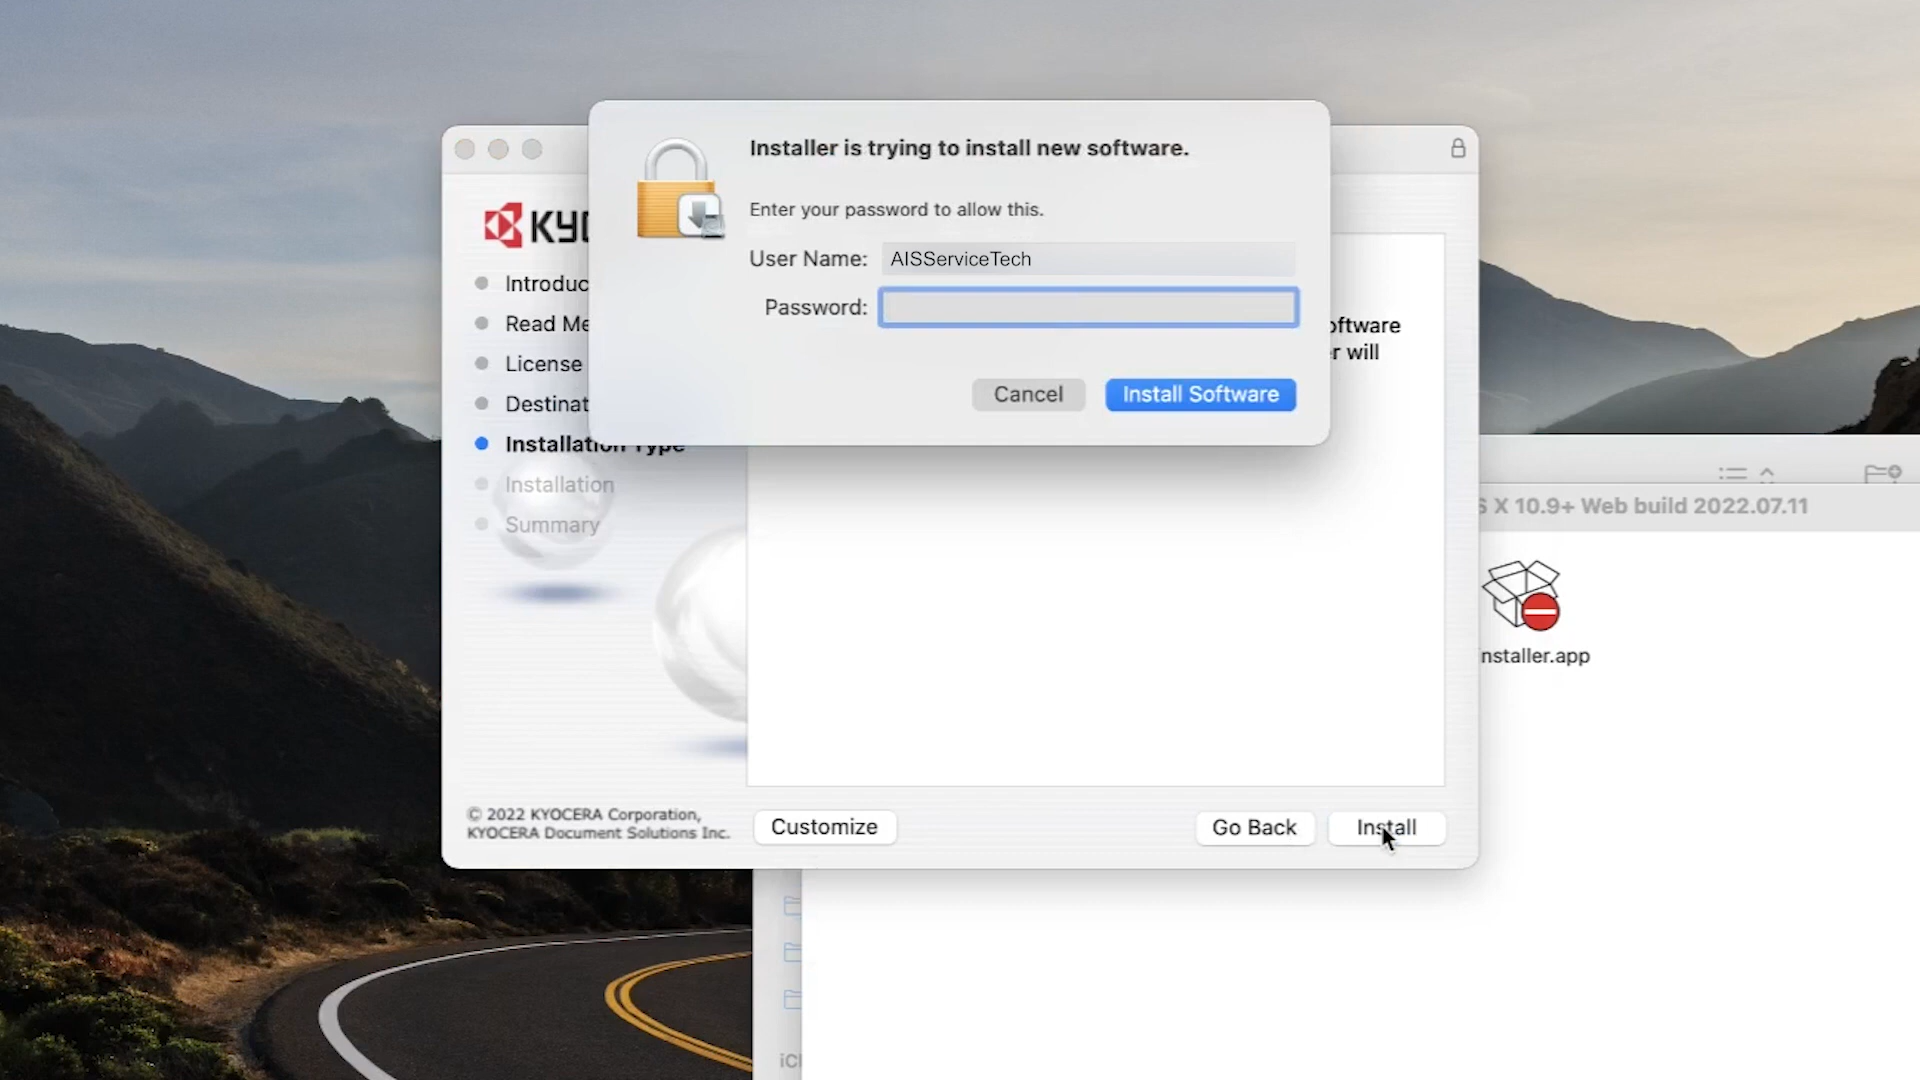 Installer is trying to install new software.
Enter your password to allow this.
User Name: AISServiceTech
Password:
Cancel
Install Software
Introduc
Read Me
License
Destinat
Installation Type
Installation
Summary
oftware
r will
© 2022 KYOCERA Corporation,
KYOCERA Document Solutions Inc.
Customize
Go Back
Install
S X 10.9+ Web build 2022.07.11
nstaller.app